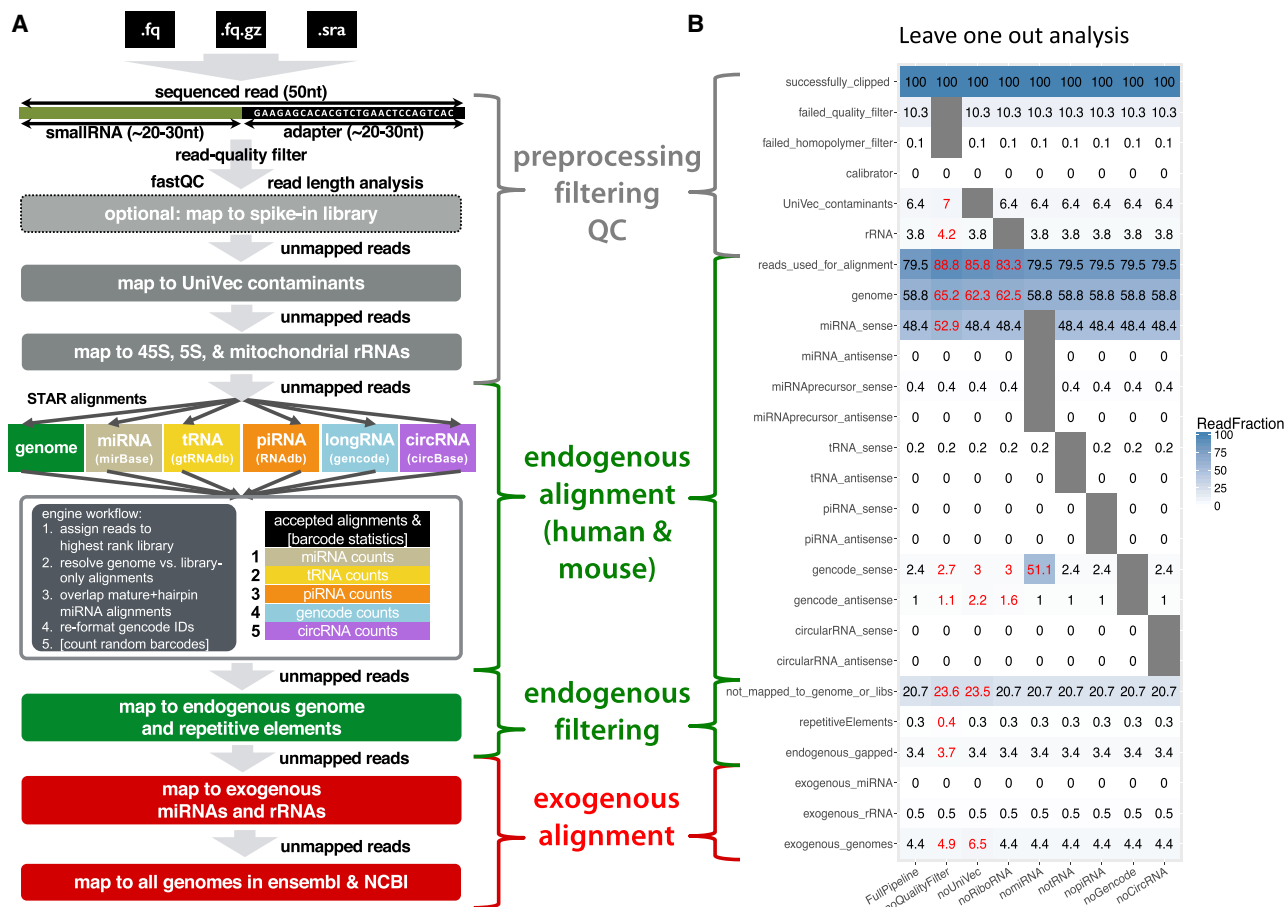 A
.fq
.fq.gz
.sra
sequenced read (50nt)
GAAGAGCACACGTCTGAACTCCAGTCAC
smallRNA (~20-30nt)
adapter (~20-30nt)
read-quality filter
fastQC
read length analysis
optional: map to spike-in library
unmapped reads
map to UniVec contaminants
unmapped reads
map to 45S, 5S, & mitochondrial rRNAs
unmapped reads
STAR alignments
genome
miRNA
(mirBase)
tRNA
(gtRNAdb)
piRNA
(RNAdb)
longRNA
(gencode)
circRNA
(circBase)
engine workflow:
1. assign reads to
highest rank library
2. resolve genome vs. library-
only alignments
3. overlap mature+hairpin
miRNA alignments
4. re-format gencode IDs
5. [count random barcodes]
accepted alignments &
[barcode statistics]
1 miRNA counts
2 tRNA counts
3 piRNA counts
4 gencode counts
5 circRNA counts
unmapped reads
map to endogenous genome
and repetitive elements
unmapped reads
map to exogenous
miRNAs and rRNAs
unmapped reads
map to all genomes in ensembl & NCBI
preprocessing
filtering
QC
endogenous
alignment
(human &
mouse)
endogenous
filtering
exogenous
alignment
B
Leave one out analysis
successfully_clipped 100 100 100 100 100 100 100 100 100
failed_quality_filter 10.3 10.3 10.3 10.3 10.3 10.3 10.3 10.3
failed_homopolymer_filter 0.1 0.1 0.1 0.1 0.1 0.1 0.1 0.1
calibrator 0 0 0 0 0 0 0 0 0
UniVec_contaminants 6.4 7 6.4 6.4 6.4 6.4 6.4 6.4
rRNA 3.8 4.2 3.8 3.8 3.8 3.8 3.8 3.8
reads_used_for_alignment 79.5 88.8 85.8 83.3 79.5 79.5 79.5 79.5 79.5
genome 58.8 65.2 62.3 62.5 58.8 58.8 58.8 58.8 58.8
miRNA_sense 48.4 52.9 48.4 48.4 48.4 48.4 48.4 48.4
miRNA_antisense 0 0 0 0 0 0 0 0
miRNAprecursor_sense 0.4 0.4 0.4 0.4 0.4 0.4 0.4 0.4
miRNAprecursor_antisense 0 0 0 0 0 0 0 0
tRNA_sense 0.2 0.2 0.2 0.2 0.2 0.2 0.2 0.2
tRNA_antisense 0 0 0 0 0 0 0 0
piRNA_sense 0 0 0 0 0 0 0 0
piRNA_antisense 0 0 0 0 0 0 0 0
gencode_sense 2.4 2.7 3 3 51.1 2.4 2.4 2.4
gencode_antisense 1 1.1 2.2 1.6 1 1 1 1
circularRNA_sense 0 0 0 0 0 0 0 0
circularRNA_antisense 0 0 0 0 0 0 0 0
not_mapped_to_genome_or_libs 20.7 23.6 23.5 20.7 20.7 20.7 20.7 20.7 20.7
repetitiveElements 0.3 0.4 0.3 0.3 0.3 0.3 0.3 0.3 0.3
endogenous_gapped 3.4 3.7 3.4 3.4 3.4 3.4 3.4 3.4 3.4
exogenous_miRNA 0 0 0 0 0 0 0 0 0
exogenous_rRNA 0.5 0.5 0.5 0.5 0.5 0.5 0.5 0.5 0.5
exogenous_genomes 4.4 4.9 6.5 4.4 4.4 4.4 4.4 4.4 4.4
FullPipeline
noQualityFilter
noUniVec
noRiboRNA
nomiRNA
notRNA
nopiRNA
noGencode
noCircRNA
ReadFraction
100
75
50
25
0